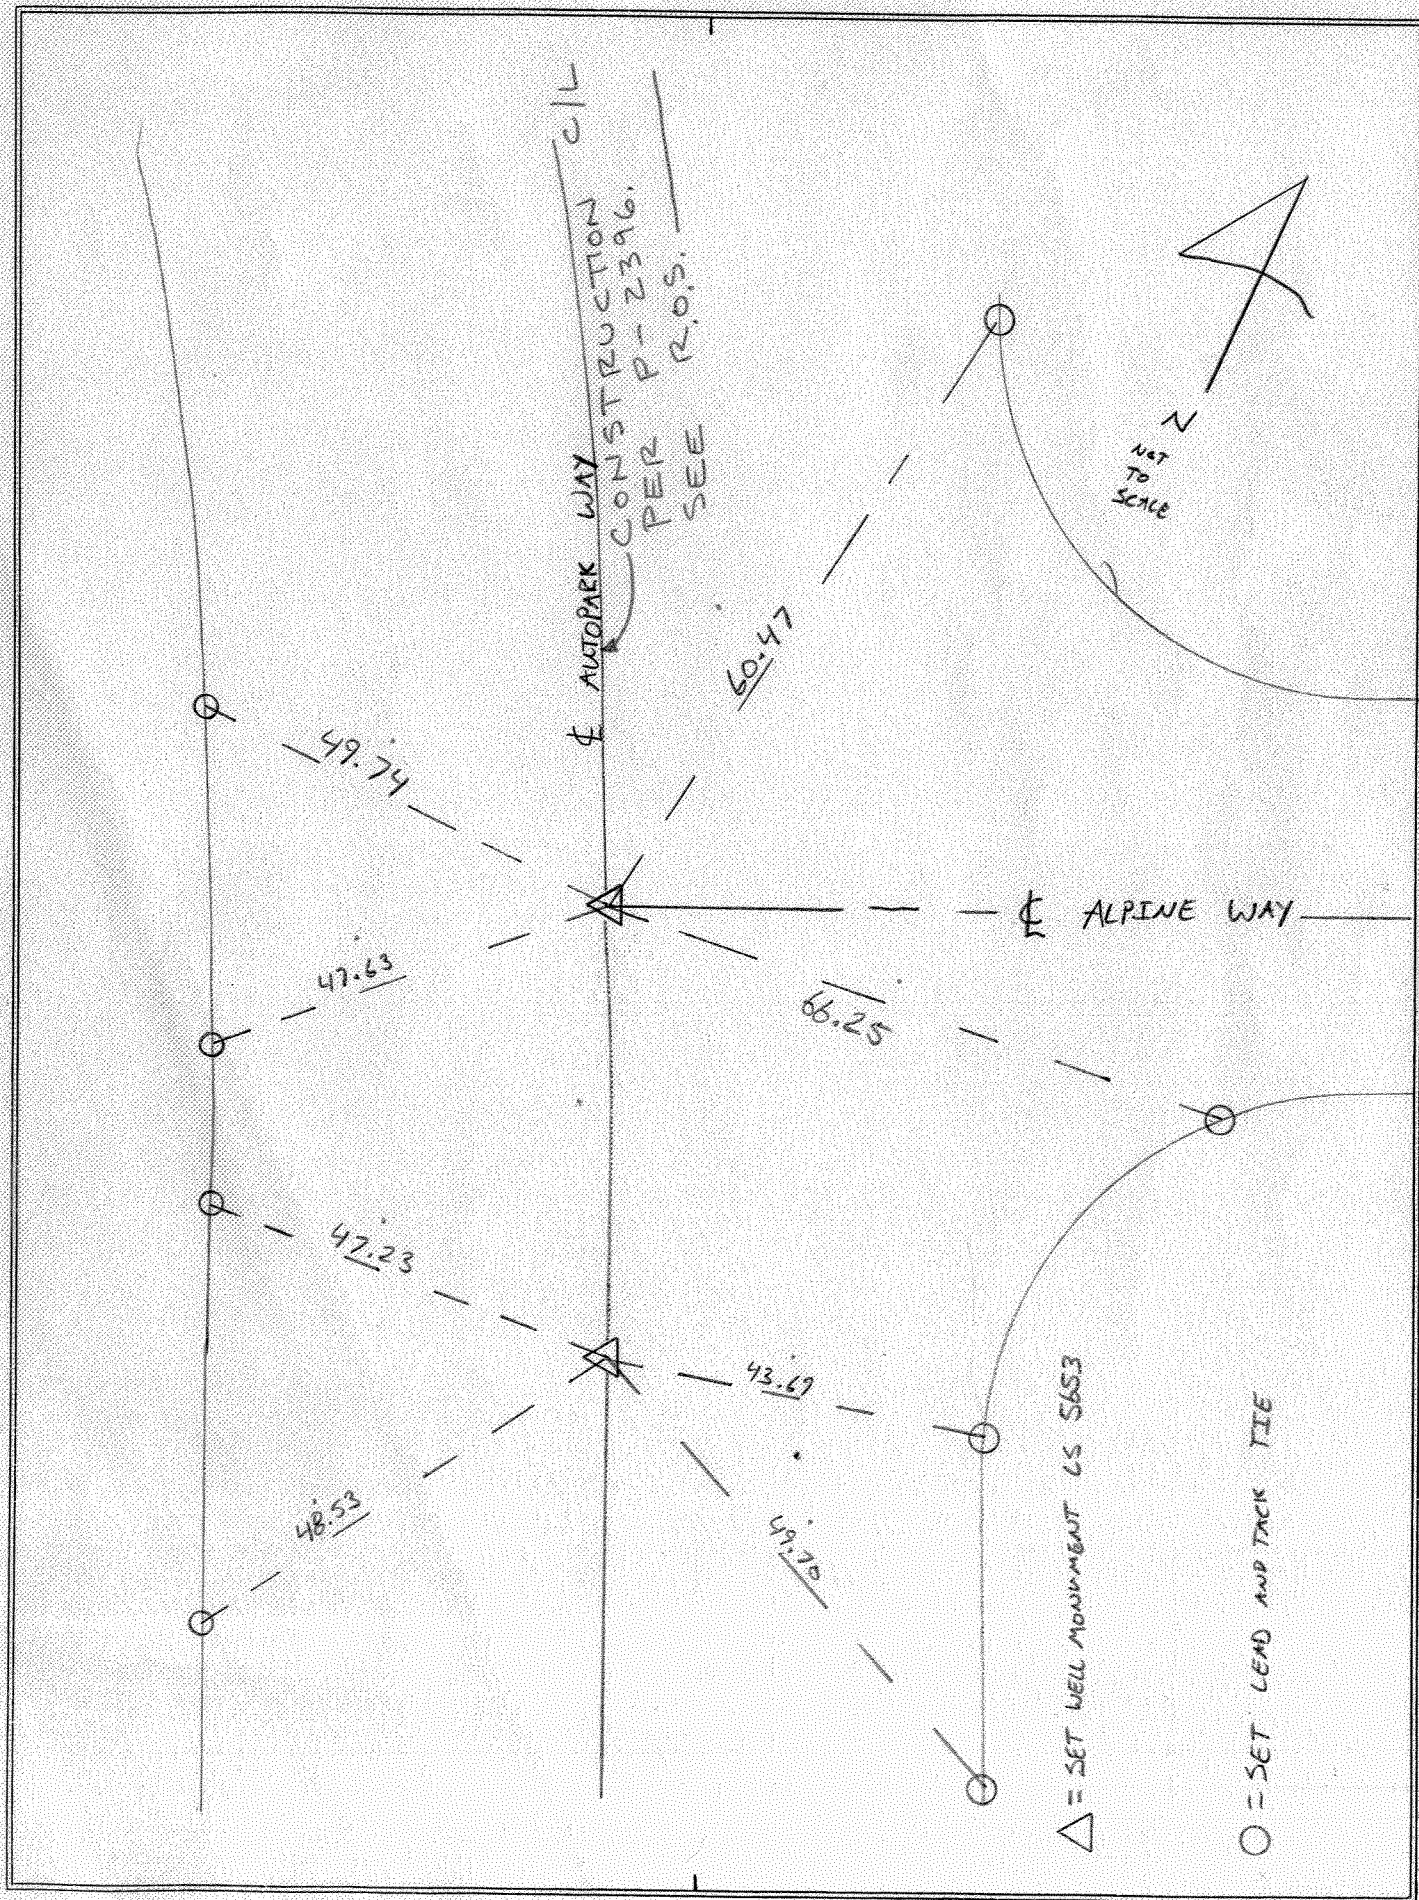 C/L
CONSTRUCTION
PER P-2396.
SEE R.O.S.
℄ AUTOPARK WAY
N
NOT
TO
SCALE
49.74
60.47
℄ ALPINE WAY
47.63
66.25
47.23
43.69
48.53
49.70
△ = SET WELL MONUMENT LS 5653
○ = SET LEAD AND TACK TIE